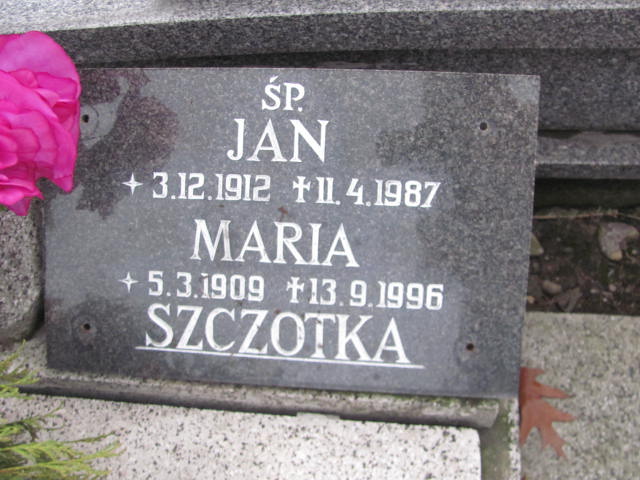 ŚP.
JAN
✦ 3.12.1912 ✝ 11.4.1987
MARIA
✦ 5.3.1909 ✝ 13.9.1996
SZCZOTKA